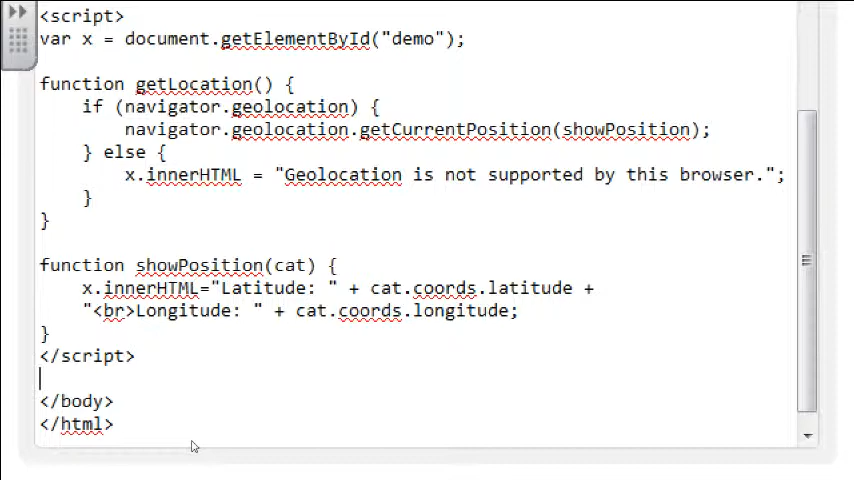 <script>
var x = document.getElementById("demo");
function getLocation() {
if (navigator.geolocation) {
navigator.geolocation.getCurrentPosition(showPosition);
} else {
x.innerHTML = "Geolocation is not supported by this browser.";
}
}
function showPosition(cat) {
x.innerHTML="Latitude: " + cat.coords.latitude +
"<br>Longitude: " + cat.coords.longitude;
}
</script>
</body>
</html>